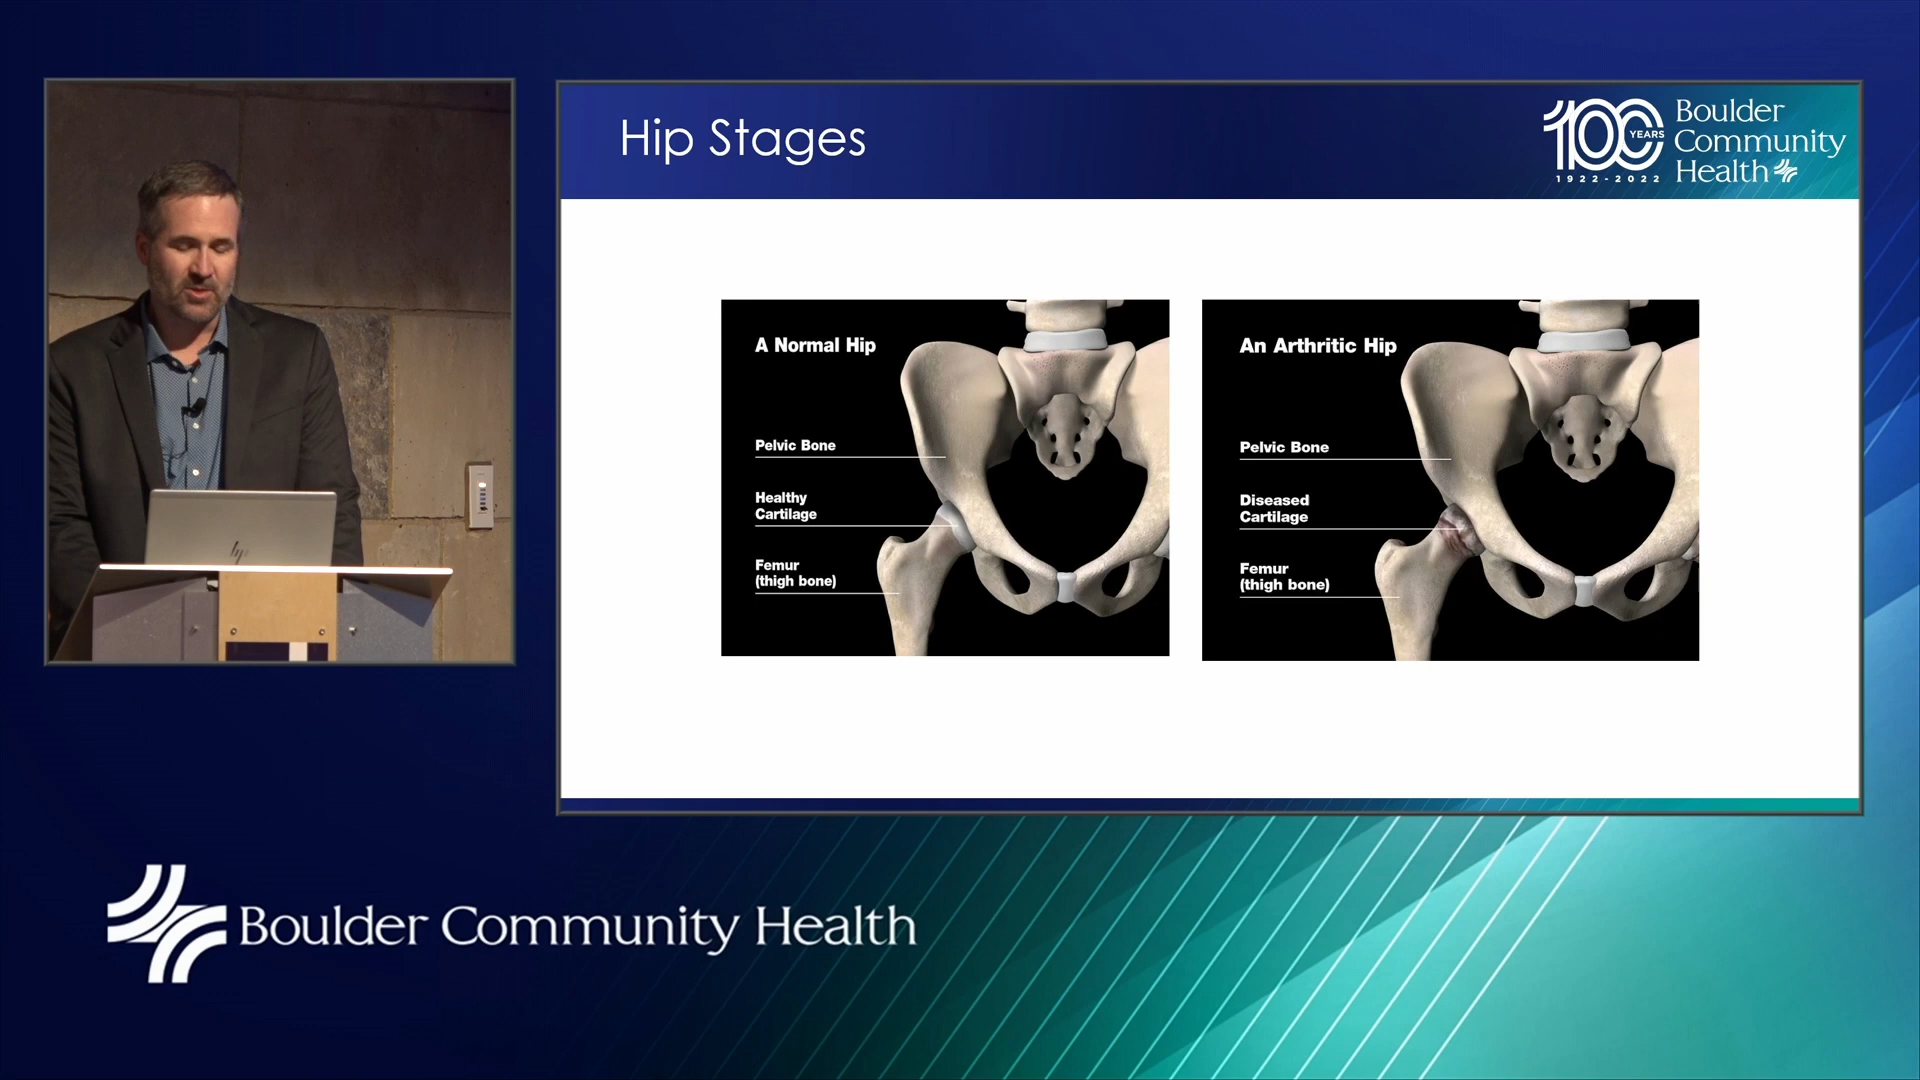 Hip Stages
100 YEARS
1922-2022
Boulder
Community
Health
A Normal Hip
Pelvic Bone
Healthy
Cartilage
Femur
(thigh bone)
An Arthritic Hip
Pelvic Bone
Diseased
Cartilage
Femur
(thigh bone)
hp
Boulder Community Health